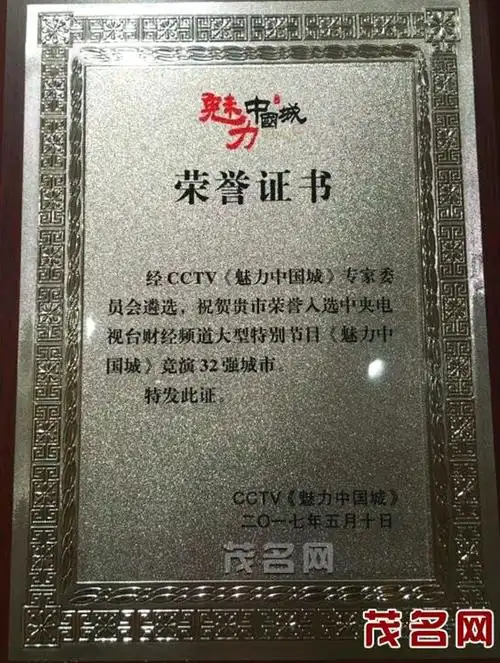 魅力中國城
荣誉证书
经CCTV《魅力中国城》专家委
员会遴选，祝贺贵市荣誉入选中央电
视台财经频道大型特别节目《魅力中
国城》竞演32强城市。
特发此证。
CCTV《魅力中国城》
二〇一七年五月十日
茂名网
茂名网